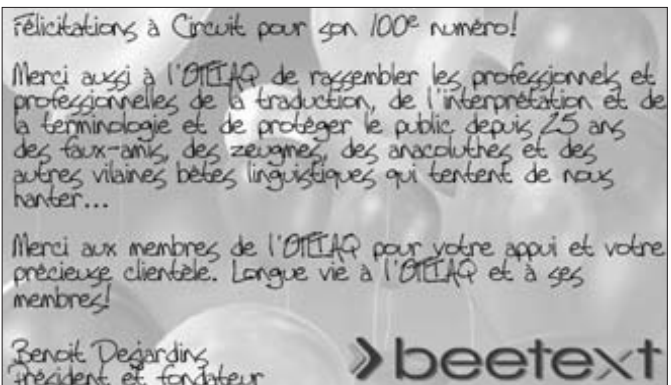 Félicitations à Circuit pour son 100e numéro!
Merci aussi à l'OTTIAQ de rassembler les professionnels et
professionnelles de la traduction, de l'interprétation et de
la terminologie et de protéger le public depuis 25 ans
des faux-amis, des zeugmes, des anacoluthes et des
autres vilaines bêtes linguistiques qui tentent de nous
hanter...
Merci aux membres de l'OTTIAQ pour votre appui et votre
précieuse clientèle. Longue vie à l'OTTIAQ et à ses
membres!
Benoit Desjardins
Président et fondateur
beetext